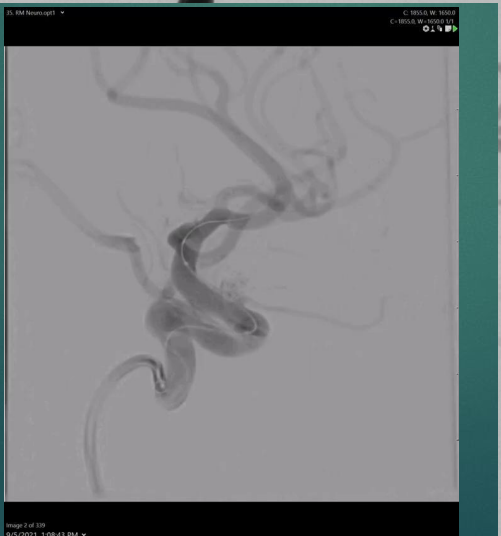 35. RM Neuro.opt1
C: 1855.0, W: 1650.0
C=1855.0, W=1650.0 1/1
Image 2 of 339
9/5/2021, 1:08:43 PM